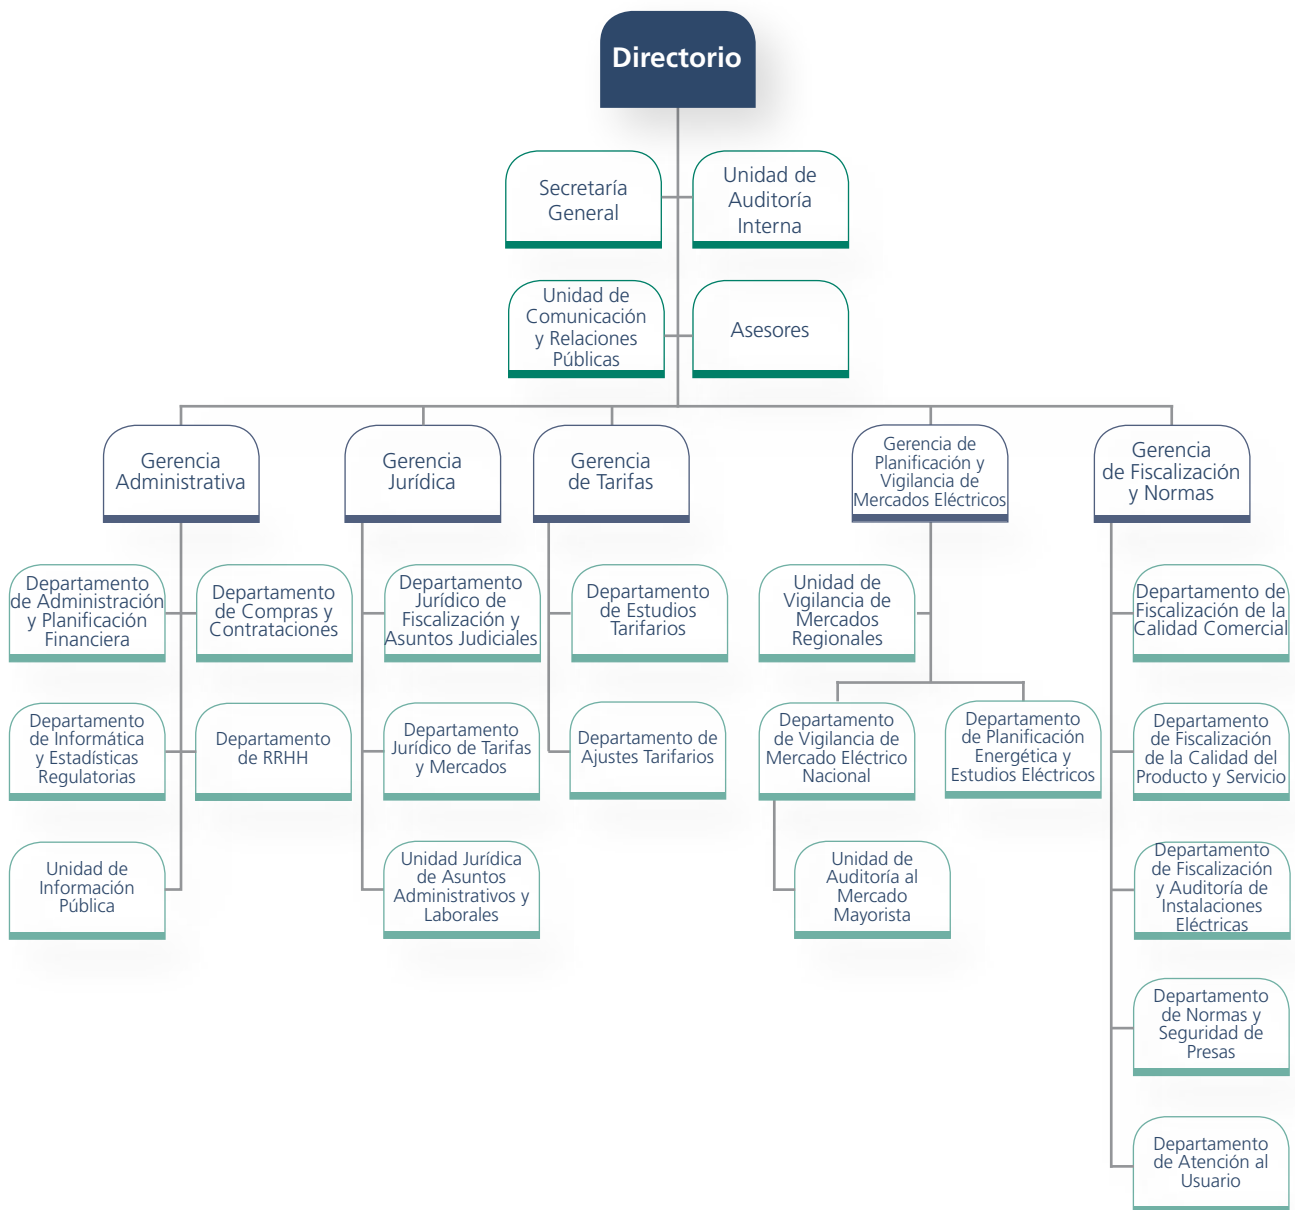 Directorio
Secretaría
General
Unidad de
Auditoría
Interna
Unidad de
Comunicación
y Relaciones
Públicas
Asesores
Gerencia
Administrativa
Gerencia
Jurídica
Gerencia
de Tarifas
Gerencia de
Planificación y
Vigilancia de
Mercados Eléctricos
Gerencia
de Fiscalización
y Normas
Departamento
de Administración
y Planificación
Financiera
Departamento
de Compras y
Contrataciones
Departamento
Jurídico de
Fiscalización y
Asuntos Judiciales
Departamento
de Estudios
Tarifarios
Unidad de
Vigilancia de
Mercados
Regionales
Departamento de
Fiscalización de la
Calidad Comercial
Departamento
de Informática
y Estadísticas
Regulatorias
Departamento
de RRHH
Departamento
Jurídico de Tarifas
y Mercados
Departamento de
Ajustes Tarifarios
Departamento
de Vigilancia de
Mercado Eléctrico
Nacional
Departamento
de Planificación
Energética y
Estudios Eléctricos
Departamento
de Fiscalización
de la Calidad del
Producto y Servicio
Unidad de
Información
Pública
Unidad Jurídica
de Asuntos
Administrativos y
Laborales
Unidad de
Auditoría al
Mercado
Mayorista
Departamento
de Fiscalización
y Auditoría de
Instalaciones
Eléctricas
Departamento
de Normas y
Seguridad de
Presas
Departamento
de Atención al
Usuario